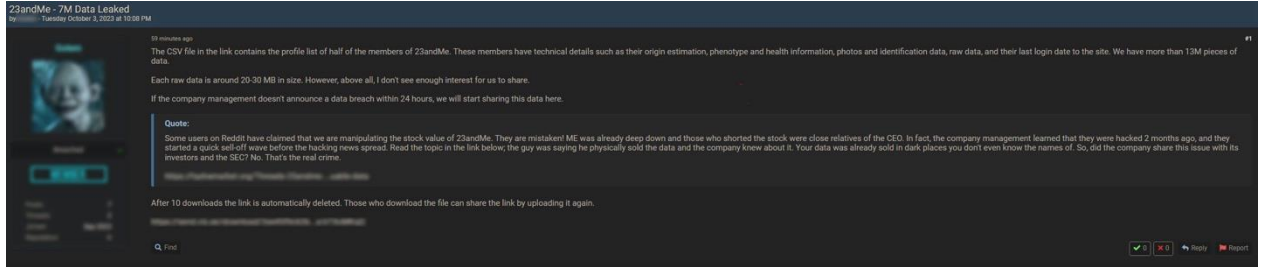 23andMe - 7M Data Leaked
by - Tuesday October 3, 2023 at 10:08 PM
59 minutes ago
#1
The CSV file in the link contains the profile list of half of the members of 23andMe. These members have technical details such as their origin estimation, phenotype and health information, photos and identification data, raw data, and their last login date to the site. We have more than 13M pieces of
data.
Each raw data is around 20-30 MB in size. However, above all, I don't see enough interest for us to share.
If the company management doesn't announce a data breach within 24 hours, we will start sharing this data here.
Quote:
Some users on Reddit have claimed that we are manipulating the stock value of 23andMe. They are mistaken! ME was already deep down and those who shorted the stock were close relatives of the CEO. In fact, the company management learned that they were hacked 2 months ago, and they
started a quick sell-off wave before the hacking news spread. Read the topic in the link below; the guy was saying he physically sold the data and the company knew about it. Your data was already sold in dark places you don't even know the names of. So, did the company share this issue with its
investors and the SEC? No. That's the real crime.
After 10 downloads the link is automatically deleted. Those who download the file can share the link by uploading it again.
Find
0 0 Reply Report